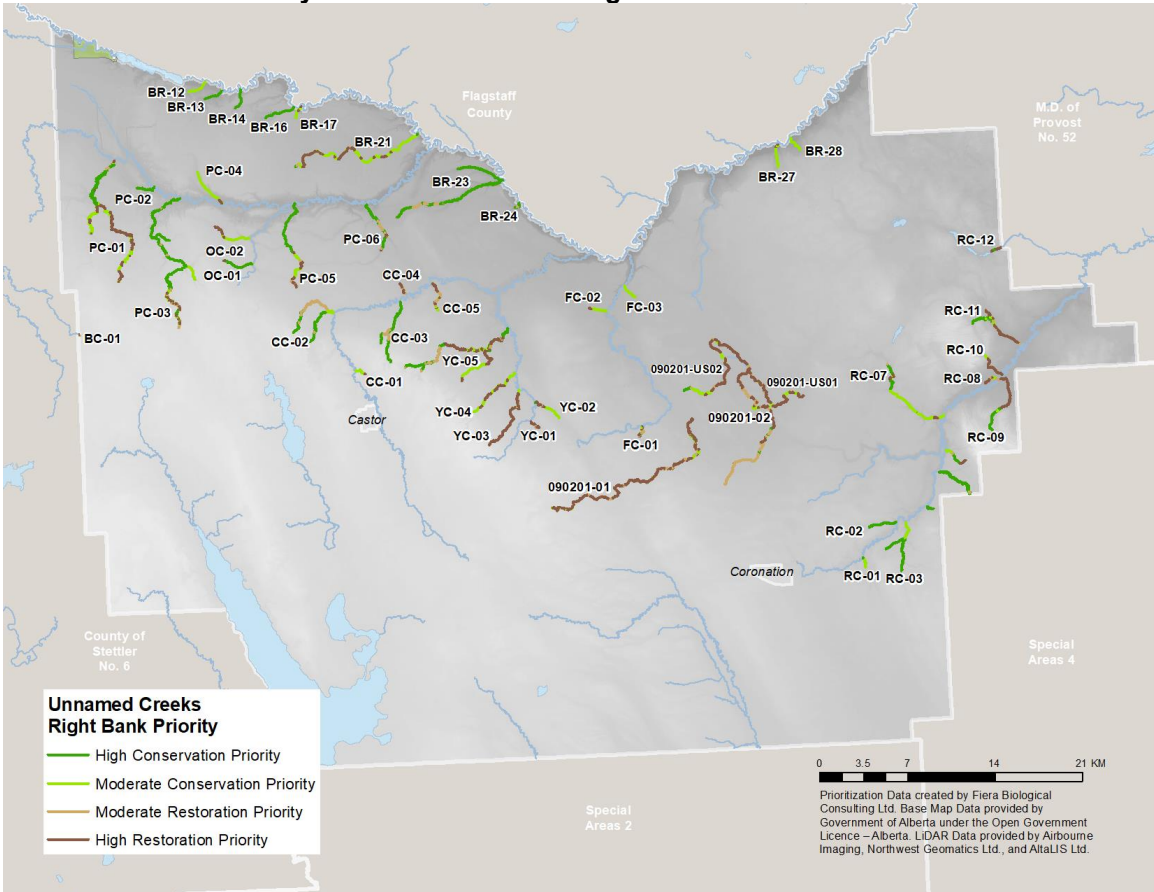 BR-12
BR-13
BR-14
BR-16
BR-17
Flagstaff
County
M.D. of
Provost
No. 52
BR-21
BR-28
BR-27
PC-04
BR-23
PC-02
BR-24
PC-01
OC-02
PC-06
RC-12
OC-01
PC-05
CC-04
FC-02
FC-03
PC-03
CC-05
RC-11
BC-01
CC-02
CC-03
YC-05
RC-10
090201-US02
RC-07
RC-08
CC-01
090201-US01
Castor
YC-04
YC-02
090201-02
YC-03
YC-01
FC-01
RC-09
090201-01
RC-02
Coronation
RC-01
RC-03
County of
Stettler
No. 6
Special
Areas 4
Unnamed Creeks
Right Bank Priority
High Conservation Priority
Moderate Conservation Priority
Moderate Restoration Priority
High Restoration Priority
Special
Areas 2
0 3.5 7 14 21 KM
Prioritization Data created by Fiera Biological
Consulting Ltd. Base Map Data provided by
Government of Alberta under the Open Government
Licence – Alberta. LiDAR Data provided by Airbourne
Imaging, Northwest Geomatics Ltd., and AltaLIS Ltd.